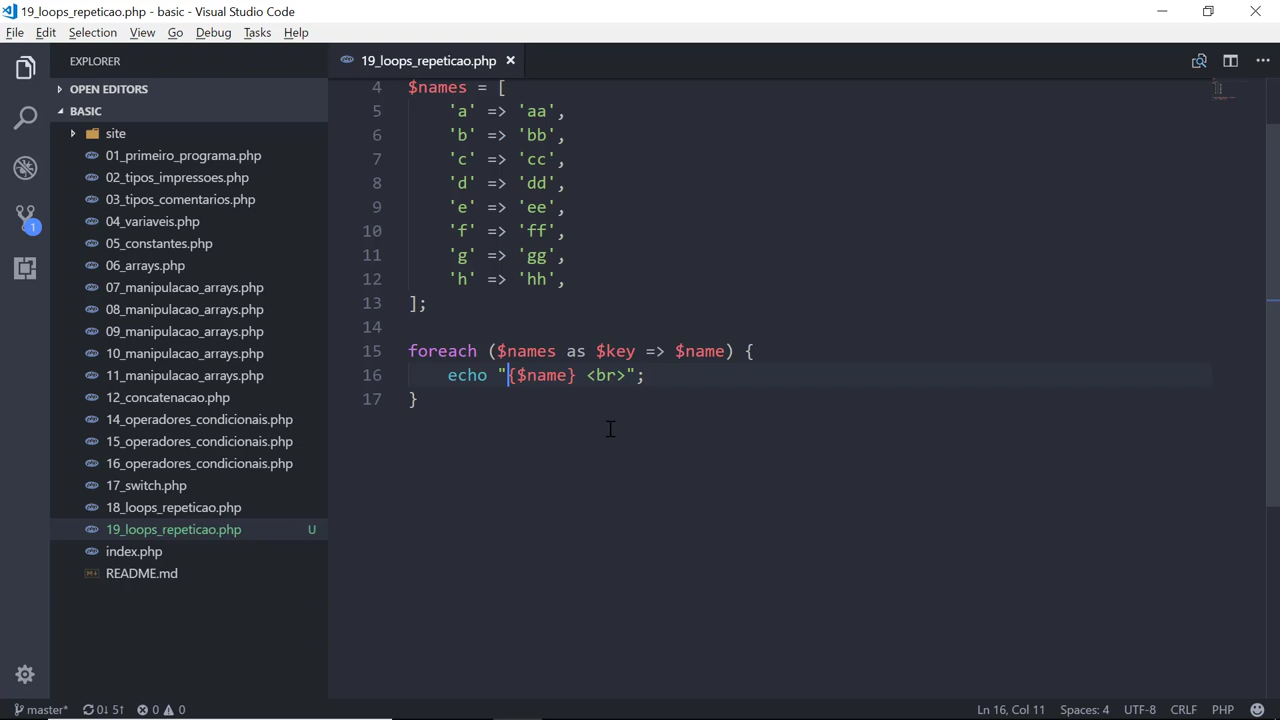 19_loops_repeticao.php - basic - Visual Studio Code
File Edit Selection View Go Debug Tasks Help
EXPLORER
OPEN EDITORS
BASIC
site
01_primeiro_programa.php
02_tipos_impressoes.php
03_tipos_comentarios.php
04_variaveis.php
05_constantes.php
06_arrays.php
07_manipulacao_arrays.php
08_manipulacao_arrays.php
09_manipulacao_arrays.php
10_manipulacao_arrays.php
11_manipulacao_arrays.php
12_concatenacao.php
14_operadores_condicionais.php
15_operadores_condicionais.php
16_operadores_condicionais.php
17_switch.php
18_loops_repeticao.php
19_loops_repeticao.php U
index.php
README.md
1
19_loops_repeticao.php
4 $names = [
5 'a' => 'aa',
6 'b' => 'bb',
7 'c' => 'cc',
8 'd' => 'dd',
9 'e' => 'ee',
10 'f' => 'ff',
11 'g' => 'gg',
12 'h' => 'hh',
13 ];
14
15 foreach ($names as $key => $name) {
16 echo "{$name} <br>";
17 }
master* 0↓ 5↑ 0 0 Ln 16, Col 11 Spaces: 4 UTF-8 CRLF PHP